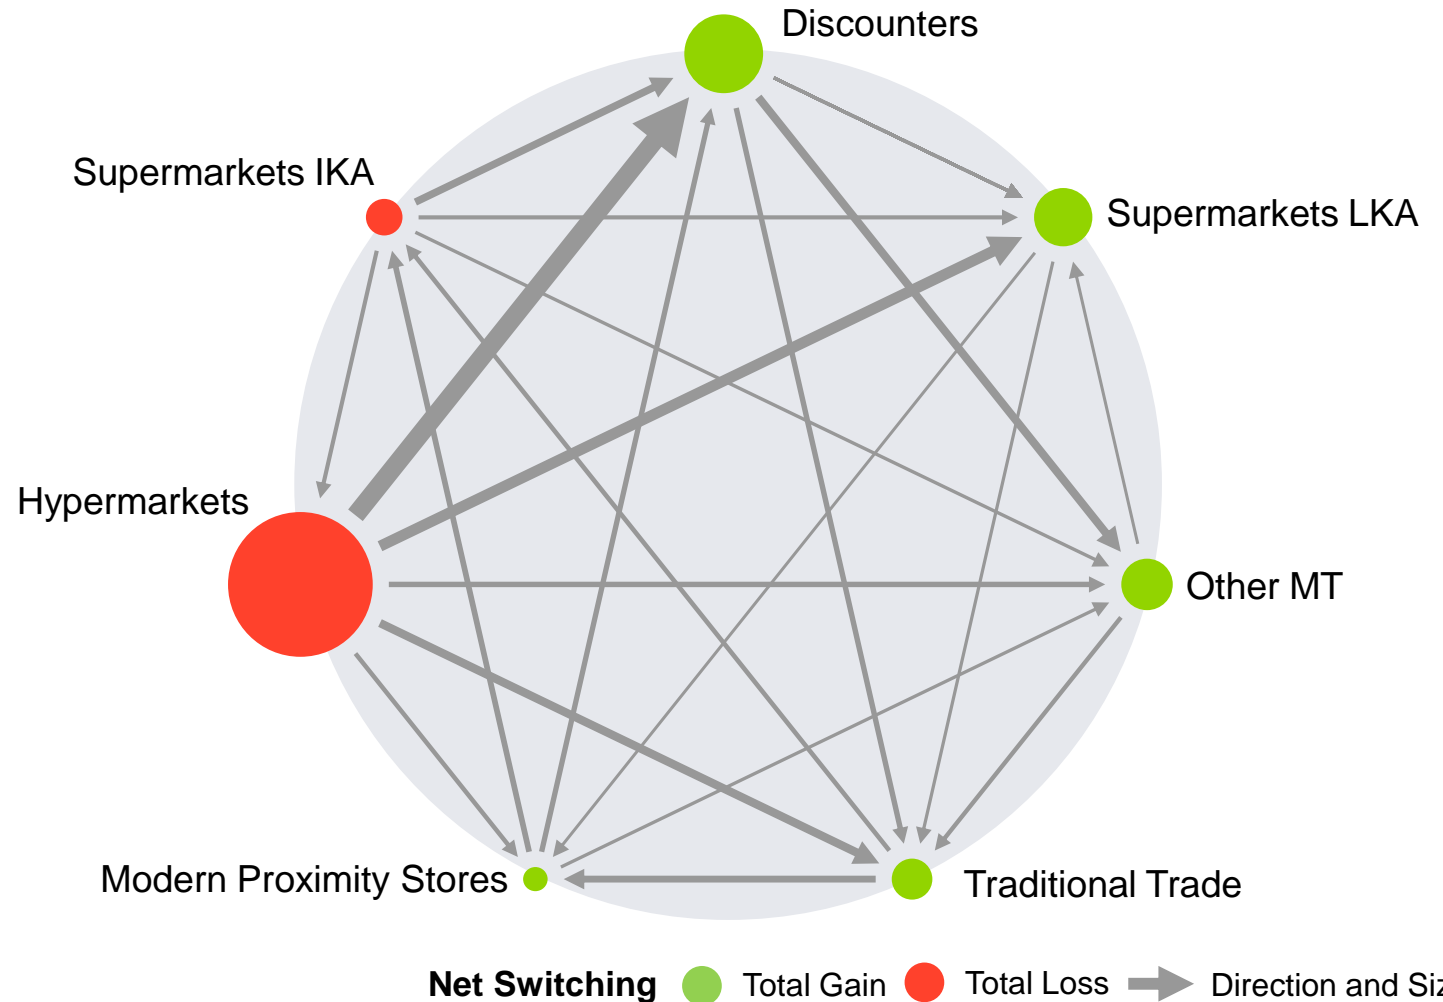 Discounters
Supermarkets IKA
Supermarkets LKA
Hypermarkets
Other MT
Modern Proximity Stores
Traditional Trade
Net Switching Total Gain Total Loss Direction and Siz